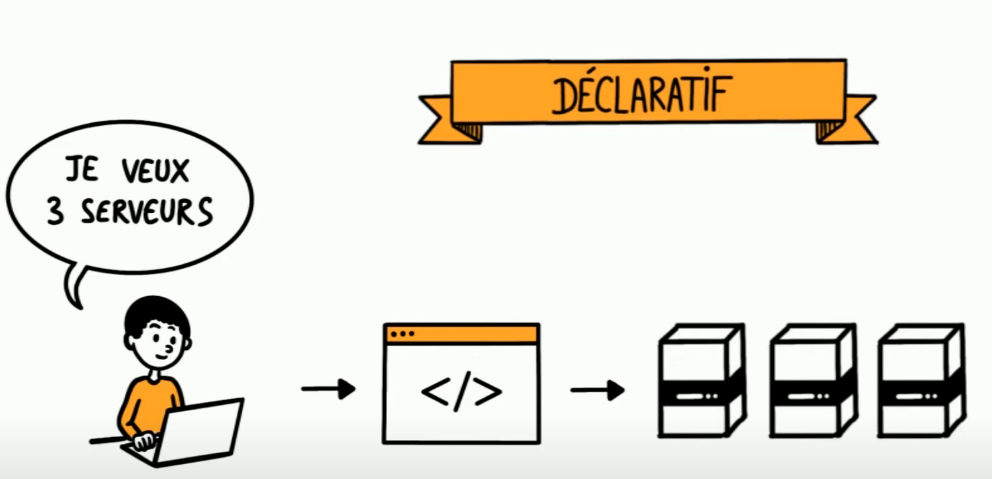 DÉCLARATIF
JE VEUX
3 SERVEURS
</>